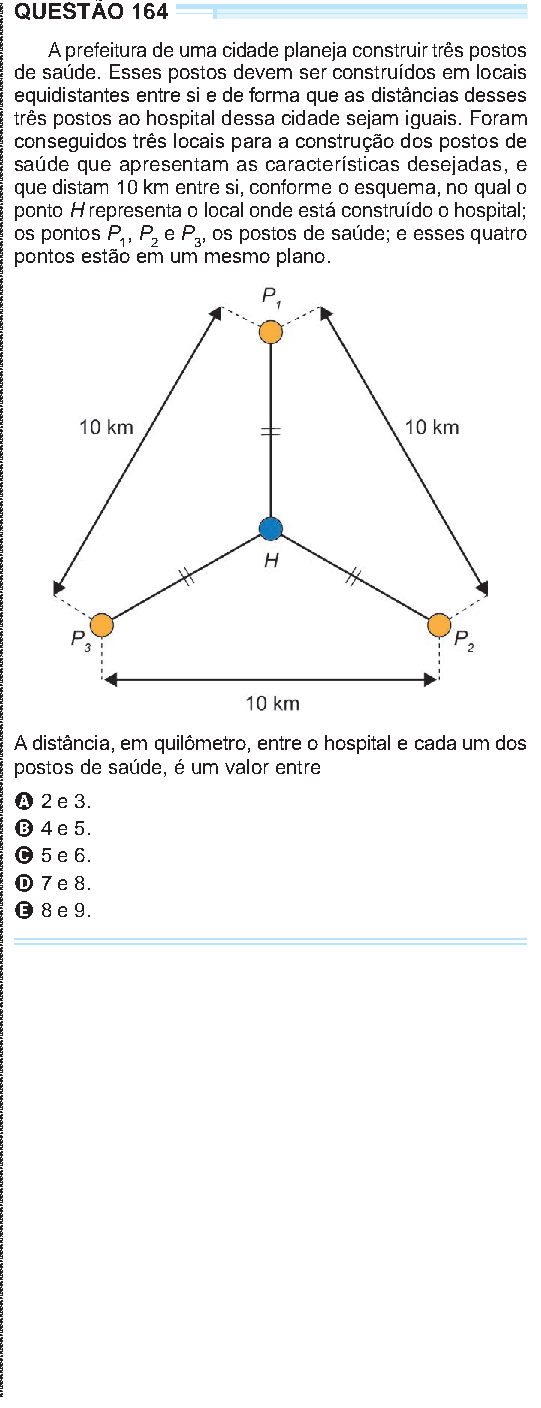 QUESTÃO 164
A prefeitura de uma cidade planeja construir três postos
de saúde. Esses postos devem ser construídos em locais
equidistantes entre si e de forma que as distâncias desses
três postos ao hospital dessa cidade sejam iguais. Foram
conseguidos três locais para a construção dos postos de
saúde que apresentam as características desejadas, e
que distam 10 km entre si, conforme o esquema, no qual o
ponto H representa o local onde está construído o hospital;
os pontos P1, P2 e P3, os postos de saúde; e esses quatro
pontos estão em um mesmo plano.
P1
10 km
10 km
H
P3
P2
10 km
A distância, em quilômetro, entre o hospital e cada um dos
postos de saúde, é um valor entre
A 2 e 3.
B 4 e 5.
C 5 e 6.
D 7 e 8.
E 8 e 9.